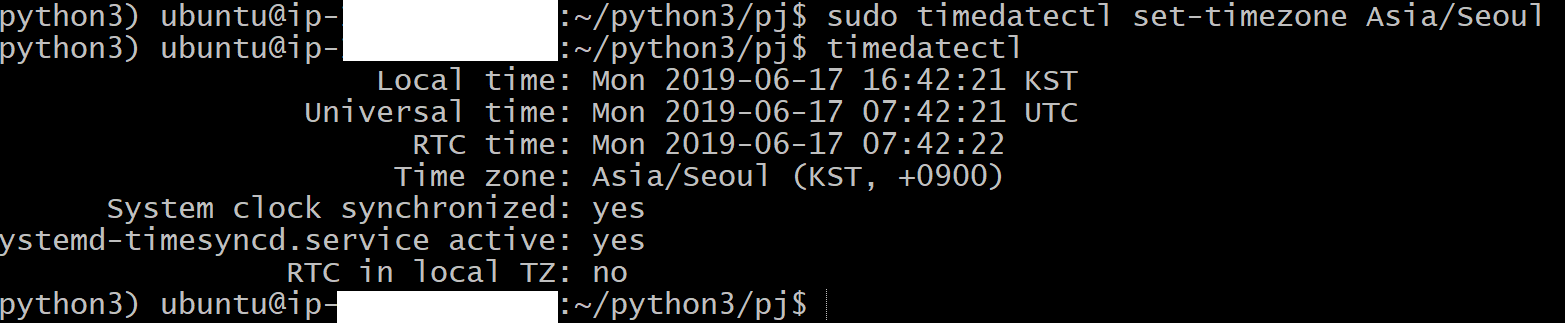 python3) ubuntu@ip- :~/python3/pj$ sudo timedatectl set-timezone Asia/Seoul
python3) ubuntu@ip- :~/python3/pj$ timedatectl
Local time: Mon 2019-06-17 16:42:21 KST
Universal time: Mon 2019-06-17 07:42:21 UTC
RTC time: Mon 2019-06-17 07:42:22
Time zone: Asia/Seoul (KST, +0900)
System clock synchronized: yes
ystemd-timesyncd.service active: yes
RTC in local TZ: no
python3) ubuntu@ip- :~/python3/pj$